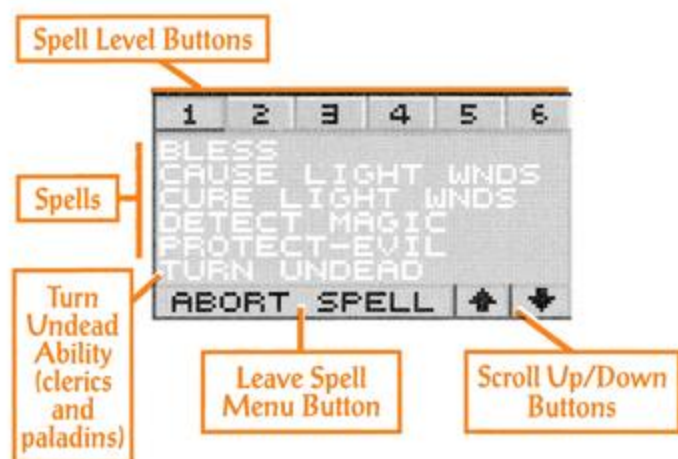 Spell Level Buttons
1 2 3 4 5 6
BLESS
CAUSE LIGHT WNDS
CURE LIGHT WNDS
DETECT MAGIC
PROTECT-EVIL
TURN UNDEAD
ABORT SPELL
Spells
Turn
Undead
Ability
(clerics
and
paladins)
Leave Spell
Menu Button
Scroll Up/Down
Buttons